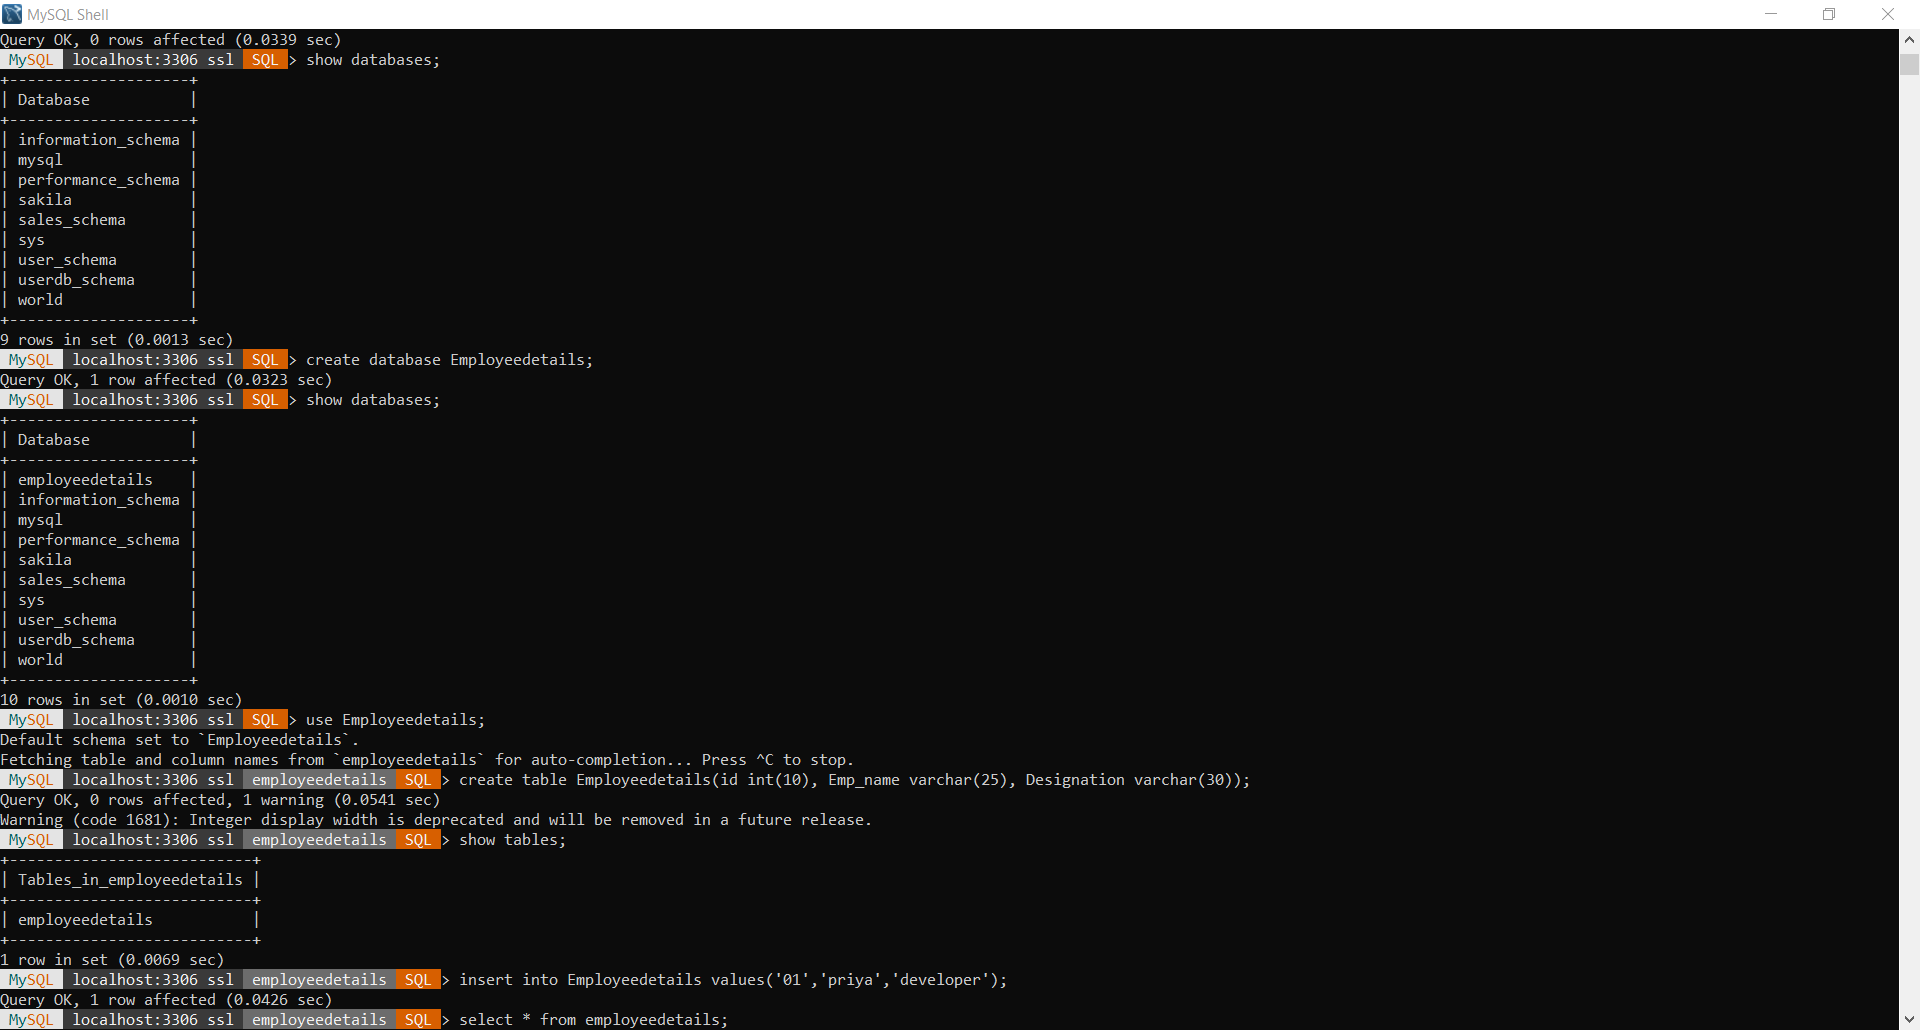 MySQL Shell
Query OK, 0 rows affected (0.0339 sec)
MySQL localhost:3306 ssl SQL > show databases;
+--------------------+
| Database           |
+--------------------+
| information_schema |
| mysql              |
| performance_schema |
| sakila             |
| sales_schema       |
| sys                |
| user_schema        |
| userdb_schema      |
| world              |
+--------------------+
9 rows in set (0.0013 sec)
MySQL localhost:3306 ssl SQL > create database Employeedetails;
Query OK, 1 row affected (0.0323 sec)
MySQL localhost:3306 ssl SQL > show databases;
+--------------------+
| Database           |
+--------------------+
| employeedetails    |
| information_schema |
| mysql              |
| performance_schema |
| sakila             |
| sales_schema       |
| sys                |
| user_schema        |
| userdb_schema      |
| world              |
+--------------------+
10 rows in set (0.0010 sec)
MySQL localhost:3306 ssl SQL > use Employeedetails;
Default schema set to `Employeedetails`.
Fetching table and column names from `employeedetails` for auto-completion... Press ^C to stop.
MySQL localhost:3306 ssl employeedetails SQL > create table Employeedetails(id int(10), Emp_name varchar(25), Designation varchar(30));
Query OK, 0 rows affected, 1 warning (0.0541 sec)
Warning (code 1681): Integer display width is deprecated and will be removed in a future release.
MySQL localhost:3306 ssl employeedetails SQL > show tables;
+---------------------------+
| Tables_in_employeedetails |
+---------------------------+
| employeedetails           |
+---------------------------+
1 row in set (0.0069 sec)
MySQL localhost:3306 ssl employeedetails SQL > insert into Employeedetails values('01','priya','developer');
Query OK, 1 row affected (0.0426 sec)
MySQL localhost:3306 ssl employeedetails SQL > select * from employeedetails;